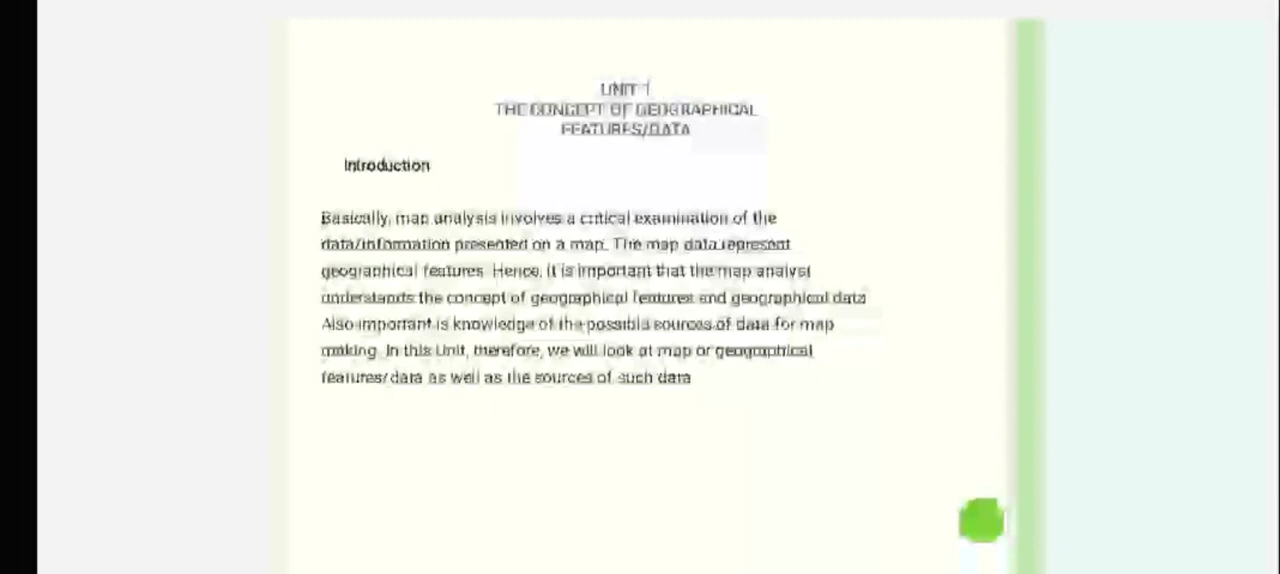 UNIT 1
THE CONCEPT OF GEOGRAPHICAL
FEATURES/DATA
Introduction
Basically, map analysis involves a critical examination of the
data/information presented on a map. The map data represent
geographical features. Hence, it is important that the map analyst
understands the concept of geographical features and geographical data
Also important is knowledge of the possible sources of data for map
making. In this Unit, therefore, we will look at map or geographical
features/data as well as the sources of such data